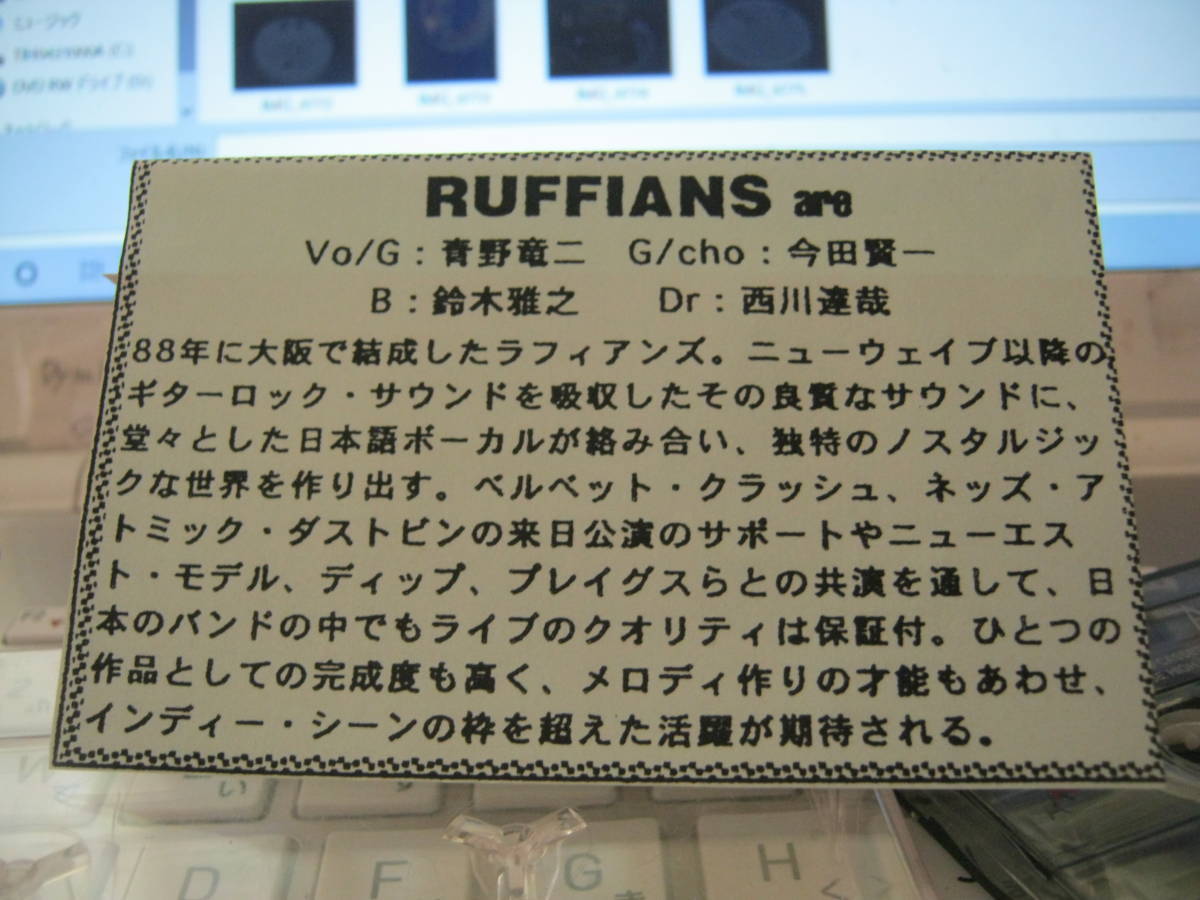 ミュージック
RUFFIANS are
Vo/G：青野竜二　G/cho：今田賢一
B：鈴木雅之　　Dr：西川達哉
88年に大阪で結成したラフィアンズ。ニューウェイブ以降の
ギターロック・サウンドを吸収したその良質なサウンドに、
堂々とした日本語ボーカルが絡み合い、独特のノスタルジッ
クな世界を作り出す。ベルベット・クラッシュ、ネッズ・ア
トミック・ダストビンの来日公演のサポートやニューエス
ト・モデル、ディップ、プレイグスらとの共演を通して、日
本のバンドの中でもライブのクオリティは保証付。ひとつの
作品としての完成度も高く、メロディ作りの才能もあわせ、
インディー・シーンの枠を超えた活躍が期待される。
D F G H
き く